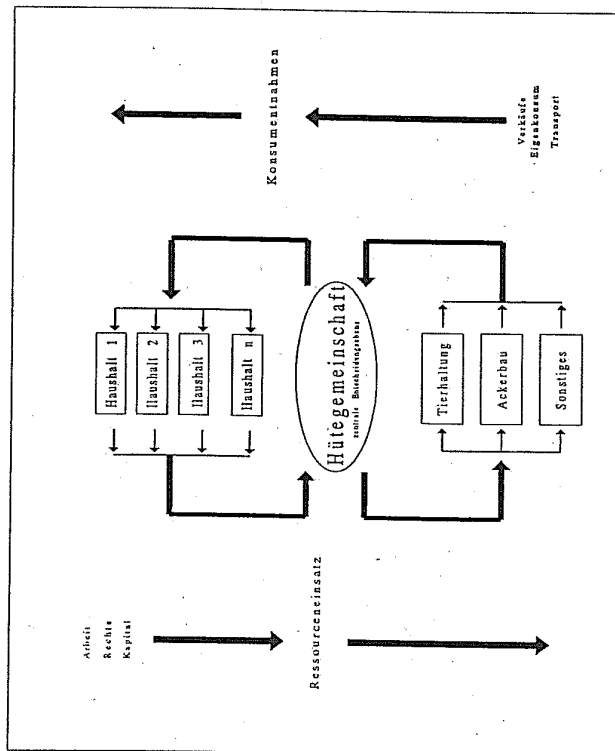 Arbeit
Rechte
Kapital
Ressourceneinsatz
Haushalt 1
Haushalt 2
Haushalt 3
Haushalt n
Hütegemeinschaft
zentrale Entscheidungsebene
Tierhaltung
Ackerbau
Sonstiges
Konsumentnahmen
Verkäufe
Eigenkonsum
Transport